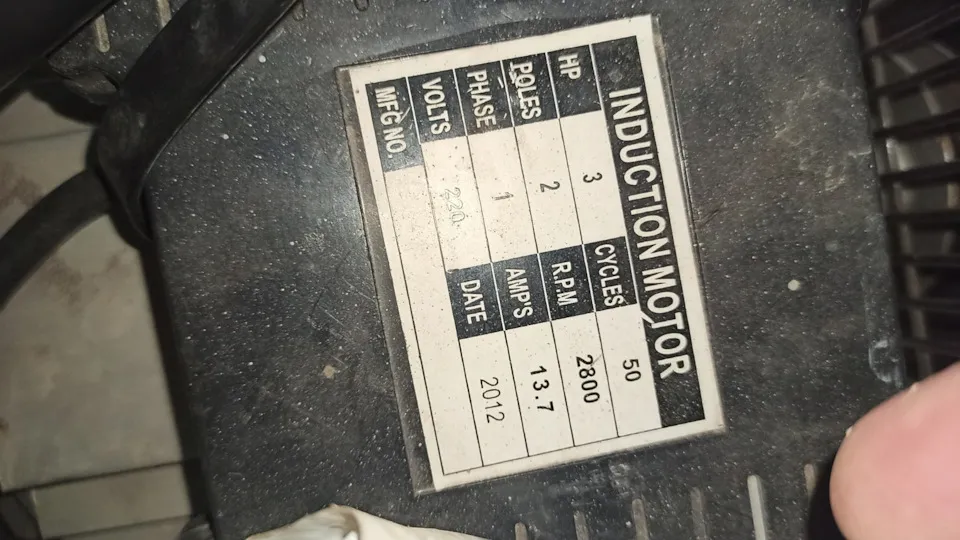 INDUCTION MOTOR
HP 3 CYCLES 50
POLES 2 R.P.M 2800
PHASE 1 AMP'S 13.7
VOLTS 220 DATE 2012
MFG NO.